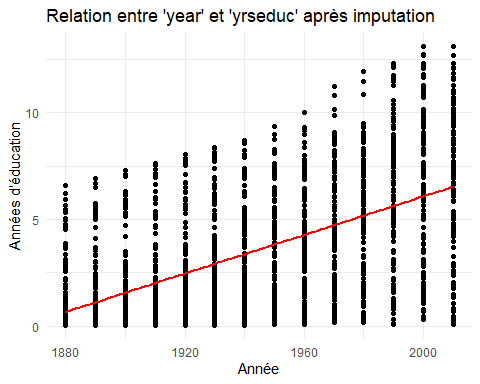 Relation entre 'year' et 'yrseduc' après imputation
Années d'éducation
10
5
0
1880
1920
1960
2000
Année